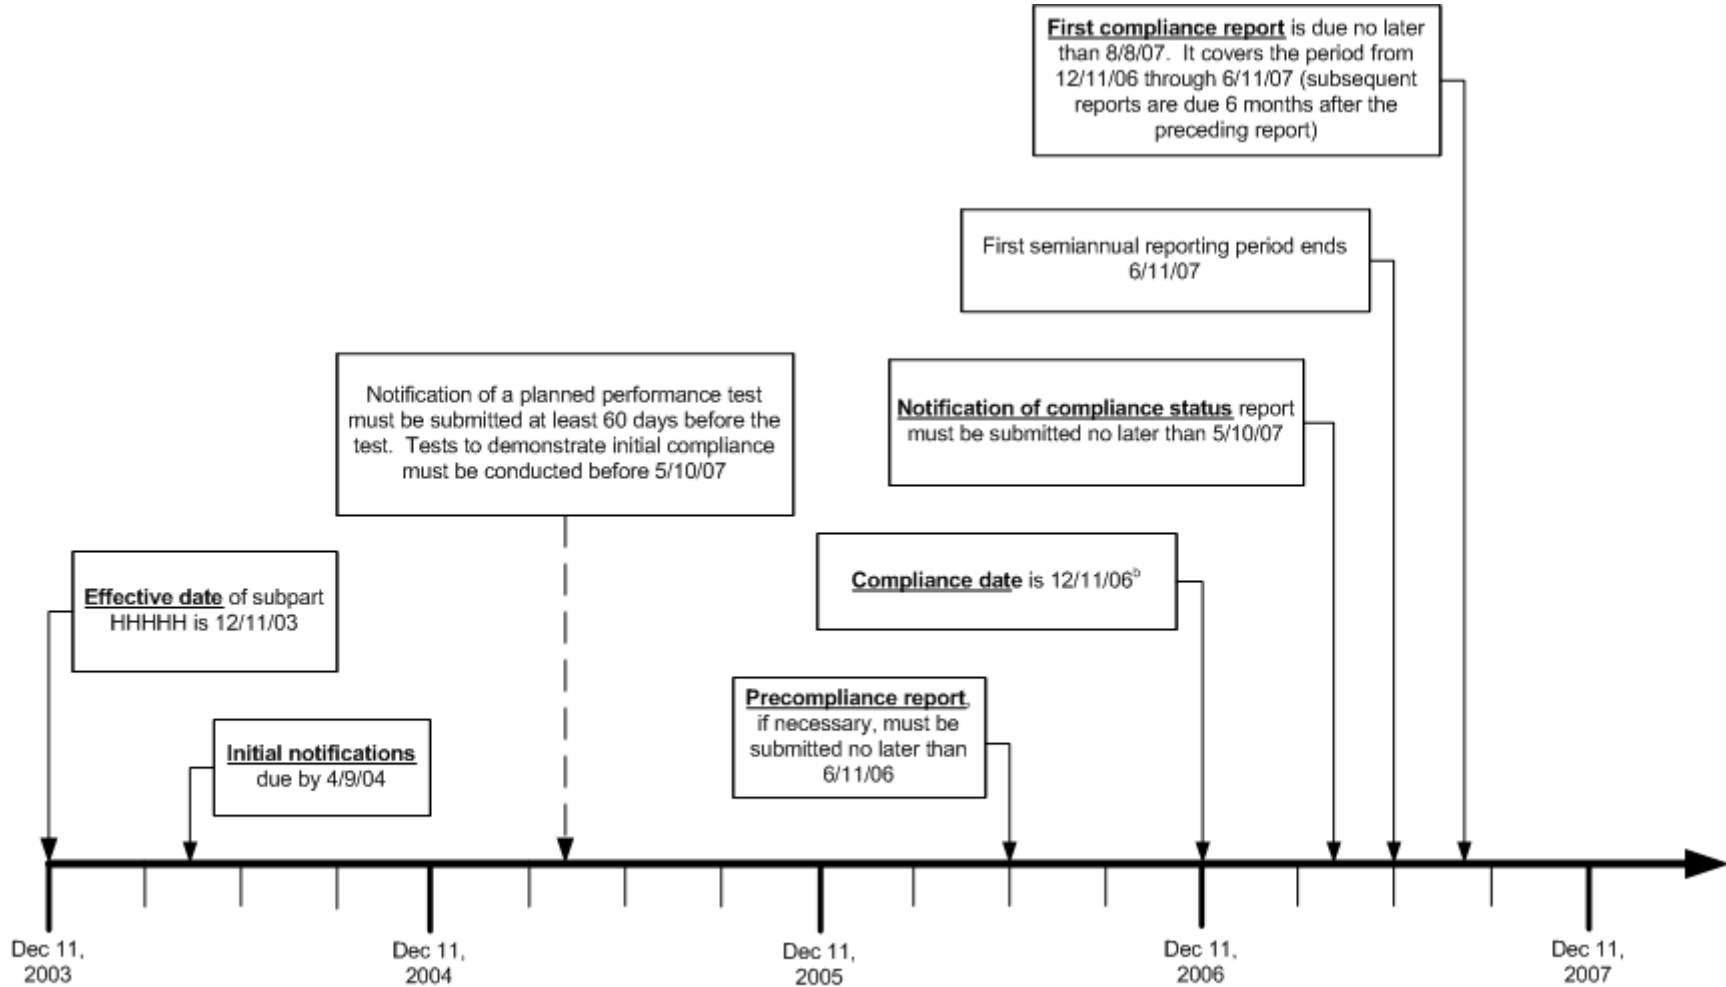 First compliance report is due no later
than 8/8/07.  It covers the period from
12/11/06 through 6/11/07 (subsequent
reports are due 6 months after the
preceding report)
First semiannual reporting period ends
6/11/07
Notification of a planned performance test
must be submitted at least 60 days before the
test.  Tests to demonstrate initial compliance
must be conducted before 5/10/07
Notification of compliance status report
must be submitted no later than 5/10/07
Effective date of subpart
HHHHH is 12/11/03
Compliance date is 12/11/06ᵇ
Precompliance report,
if necessary, must be
submitted no later than
6/11/06
Initial notifications
due by 4/9/04
Dec 11,
2003
Dec 11,
2004
Dec 11,
2005
Dec 11,
2006
Dec 11,
2007